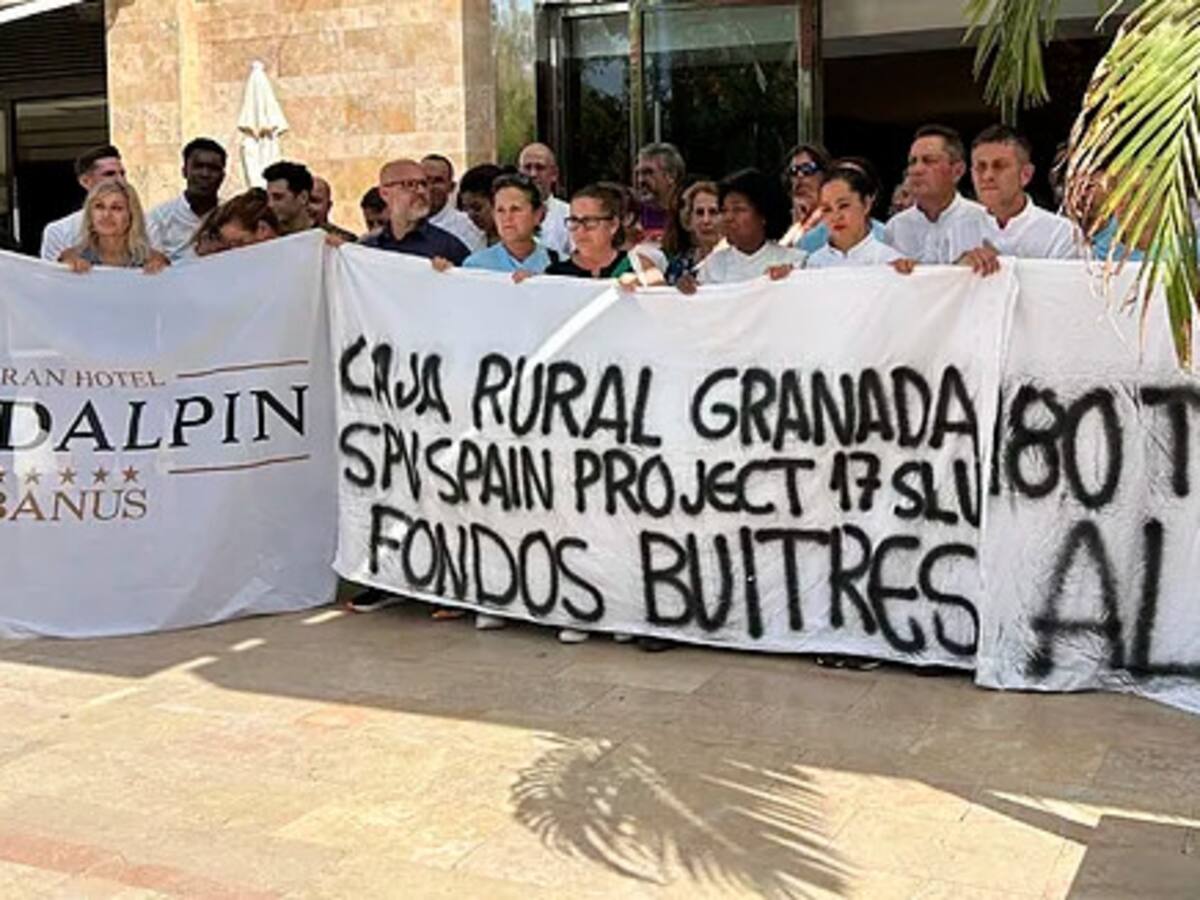 RAN HOTEL
DALPIN
★★★★★
BANUS
CAJA RURAL GRANADA
SPV SPAIN PROJECT 17 SLU
FONDOS BUITRES
180 T
AL